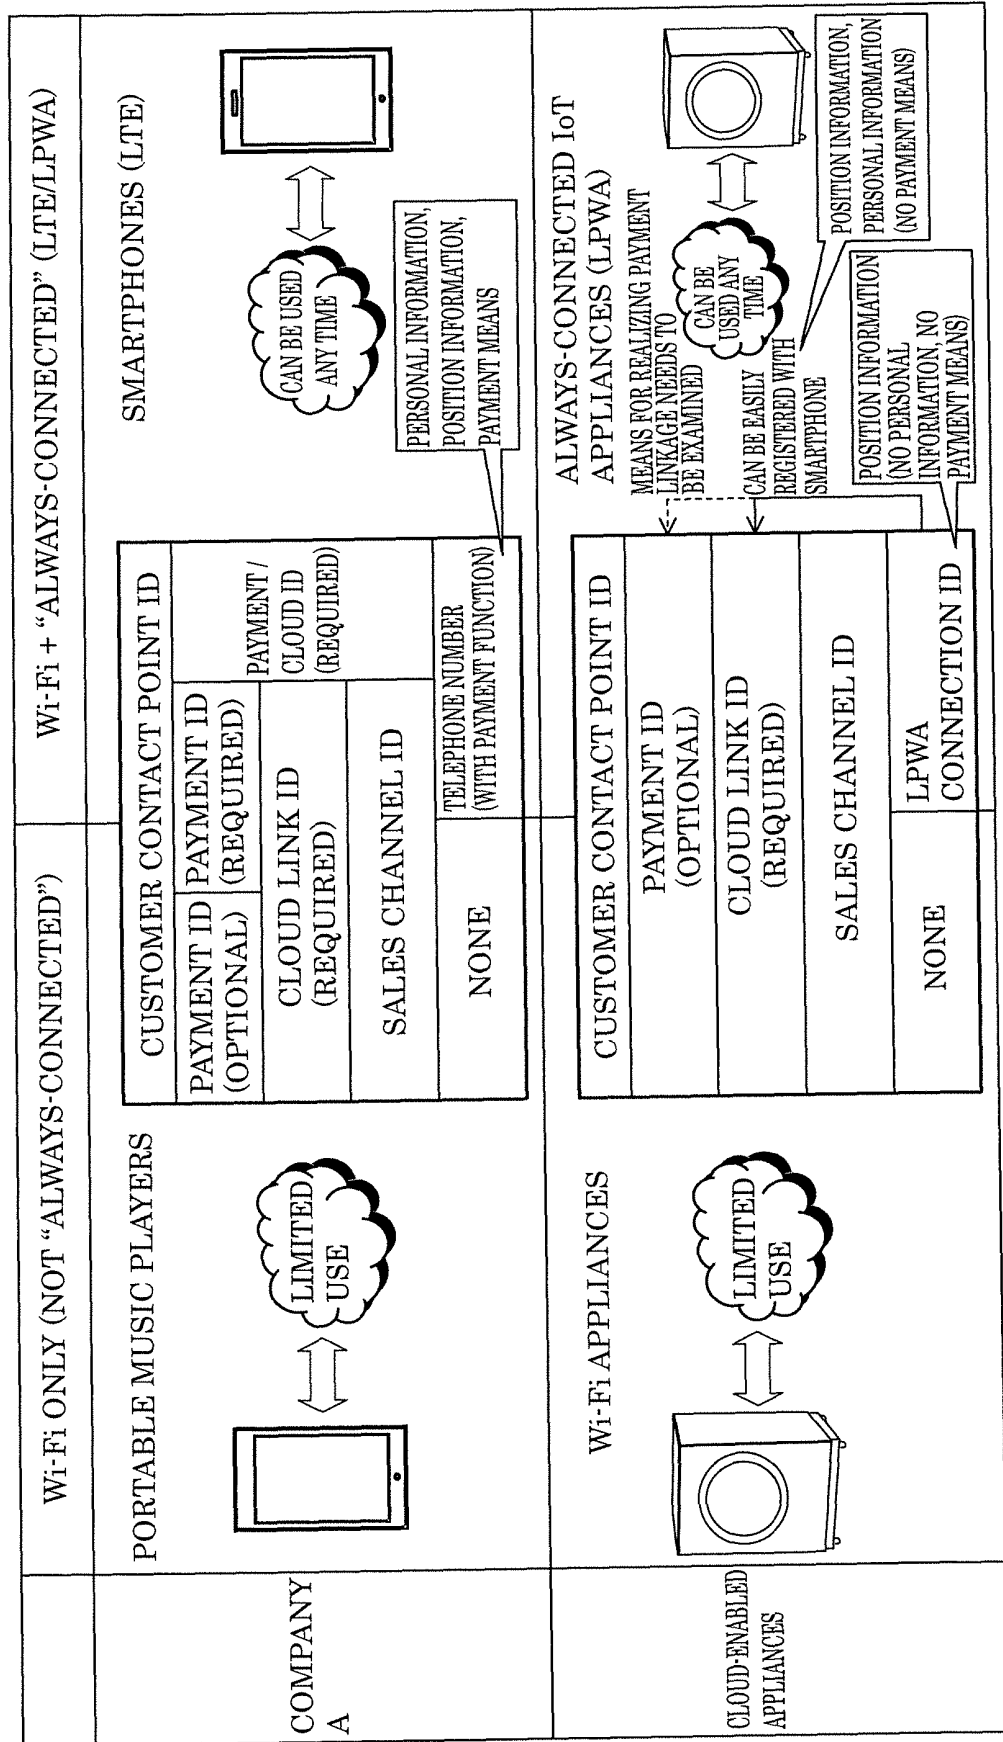 Wi-Fi ONLY (NOT “ALWAYS-CONNECTED”)
Wi-Fi + “ALWAYS-CONNECTED” (LTE/LPWA)
COMPANY
A
PORTABLE MUSIC PLAYERS
LIMITED
USE
CUSTOMER CONTACT POINT ID
PAYMENT ID
(OPTIONAL)
PAYMENT ID
(REQUIRED)
PAYMENT /
CLOUD ID
(REQUIRED)
CLOUD LINK ID
(REQUIRED)
SALES CHANNEL ID
NONE
TELEPHONE NUMBER
(WITH PAYMENT FUNCTION)
SMARTPHONES (LTE)
CAN BE USED
ANY TIME
PERSONAL INFORMATION,
POSITION INFORMATION,
PAYMENT MEANS
CLOUD-ENABLED
APPLIANCES
Wi-Fi APPLIANCES
LIMITED
USE
CUSTOMER CONTACT POINT ID
PAYMENT ID
(OPTIONAL)
CLOUD LINK ID
(REQUIRED)
SALES CHANNEL ID
NONE
LPWA
CONNECTION ID
ALWAYS-CONNECTED IoT
APPLIANCES (LPWA)
MEANS FOR REALIZING PAYMENT
LINKAGE NEEDS TO
BE EXAMINED
CAN BE
USED ANY
TIME
CAN BE EASILY
REGISTERED WITH
SMARTPHONE
POSITION INFORMATION,
PERSONAL INFORMATION
(NO PAYMENT MEANS)
POSITION INFORMATION
(NO PERSONAL
INFORMATION, NO
PAYMENT MEANS)